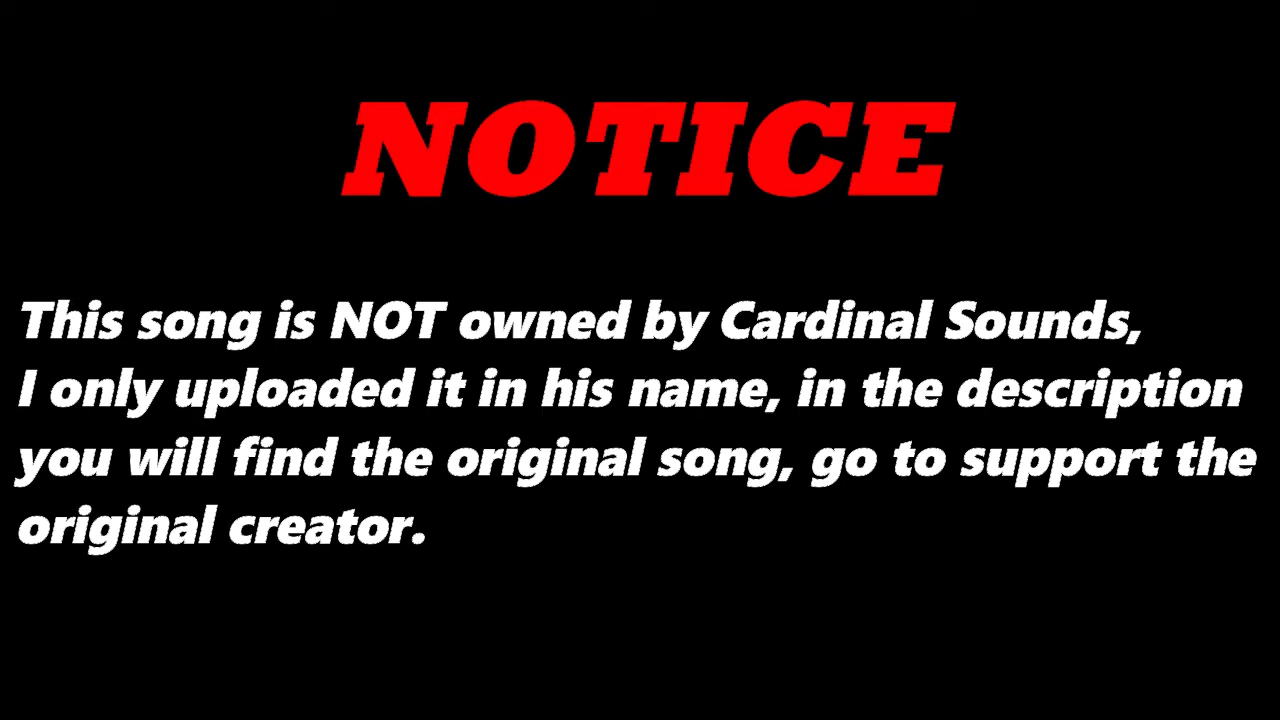 NOTICE
This song is NOT owned by Cardinal Sounds,
I only uploaded it in his name, in the description
you will find the original song, go to support the
original creator.